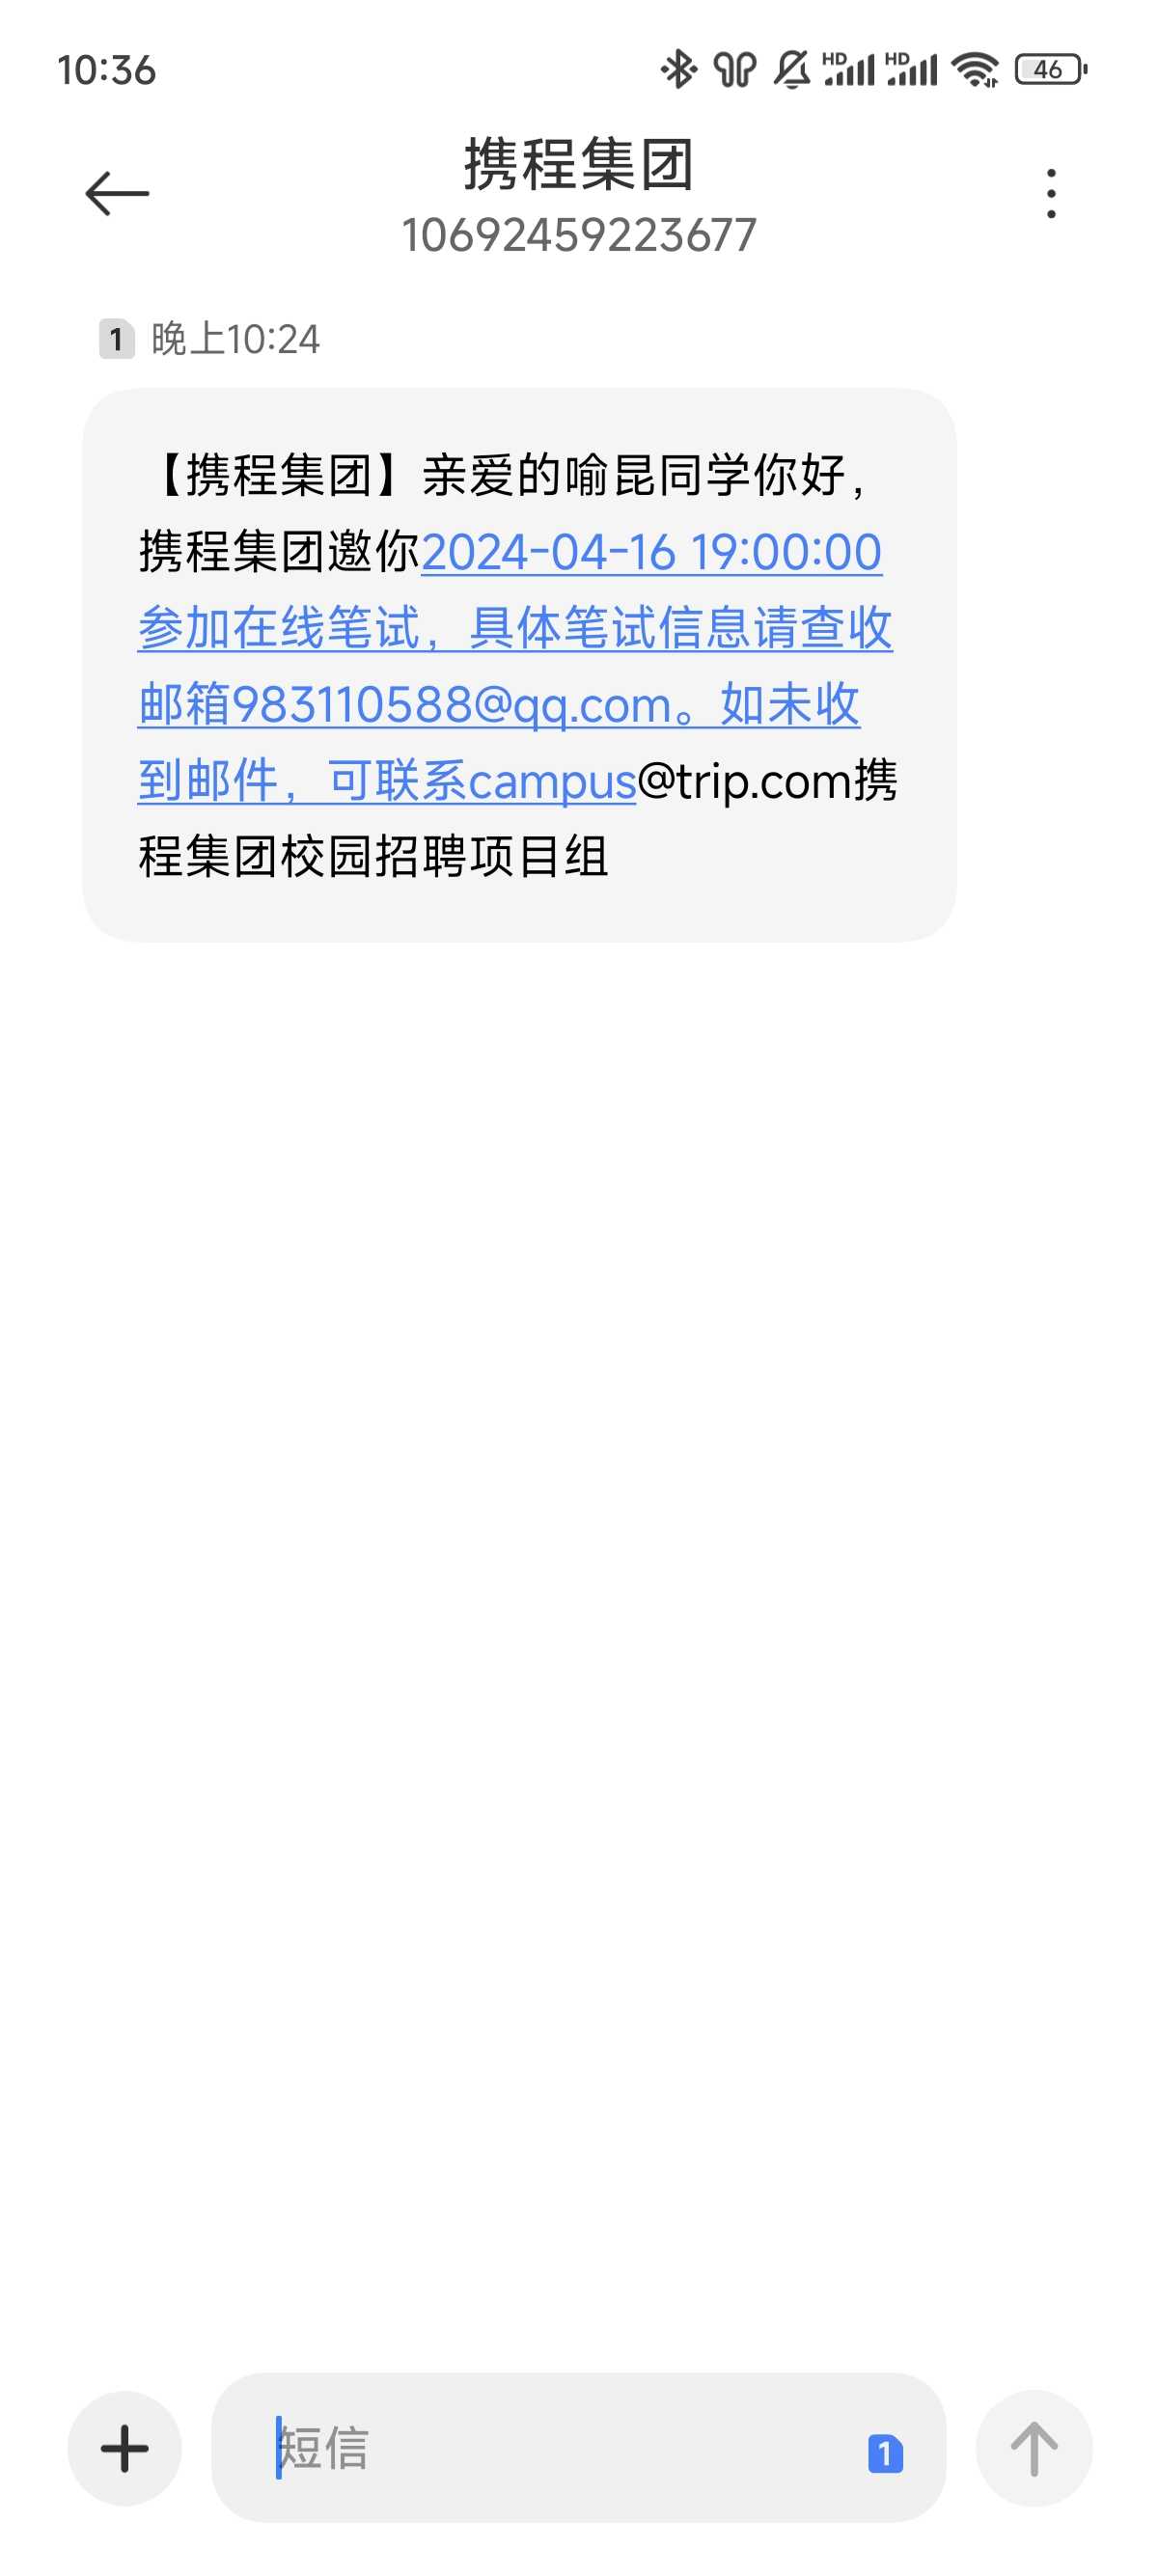 10:36
HD HD 46
携程集团
10692459223677
1 晚上10:24
【携程集团】亲爱的喻昆同学你好，
携程集团邀你2024-04-16 19:00:00
参加在线笔试，具体笔试信息请查收
邮箱983110588@qq.com。如未收
到邮件，可联系campus@trip.com携
程集团校园招聘项目组
短信 1